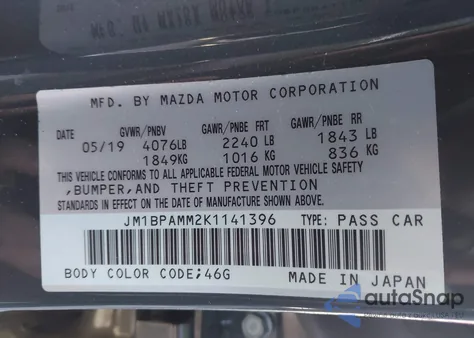 MFD. BY MAZDA MOTOR CORPORATION
DATE GVWR/PNBV GAWR/PNBE FRT GAWR/PNBE RR
05/19 4076LB 2240 LB 1843 LB
1849KG 1016 KG 836 KG
THIS VEHICLE CONFORMS TO ALL APPLICABLE FEDERAL MOTOR VEHICLE SAFETY
,BUMPER,AND THEFT PREVENTION
STANDARDS IN EFFECT ON THE DATE OF MANUFACTURE SHOWN ABOVE.
JM1BPAMM2K1141396 TYPE: PASS CAR
BODY COLOR CODE;46G MADE IN JAPAN
autoSnap